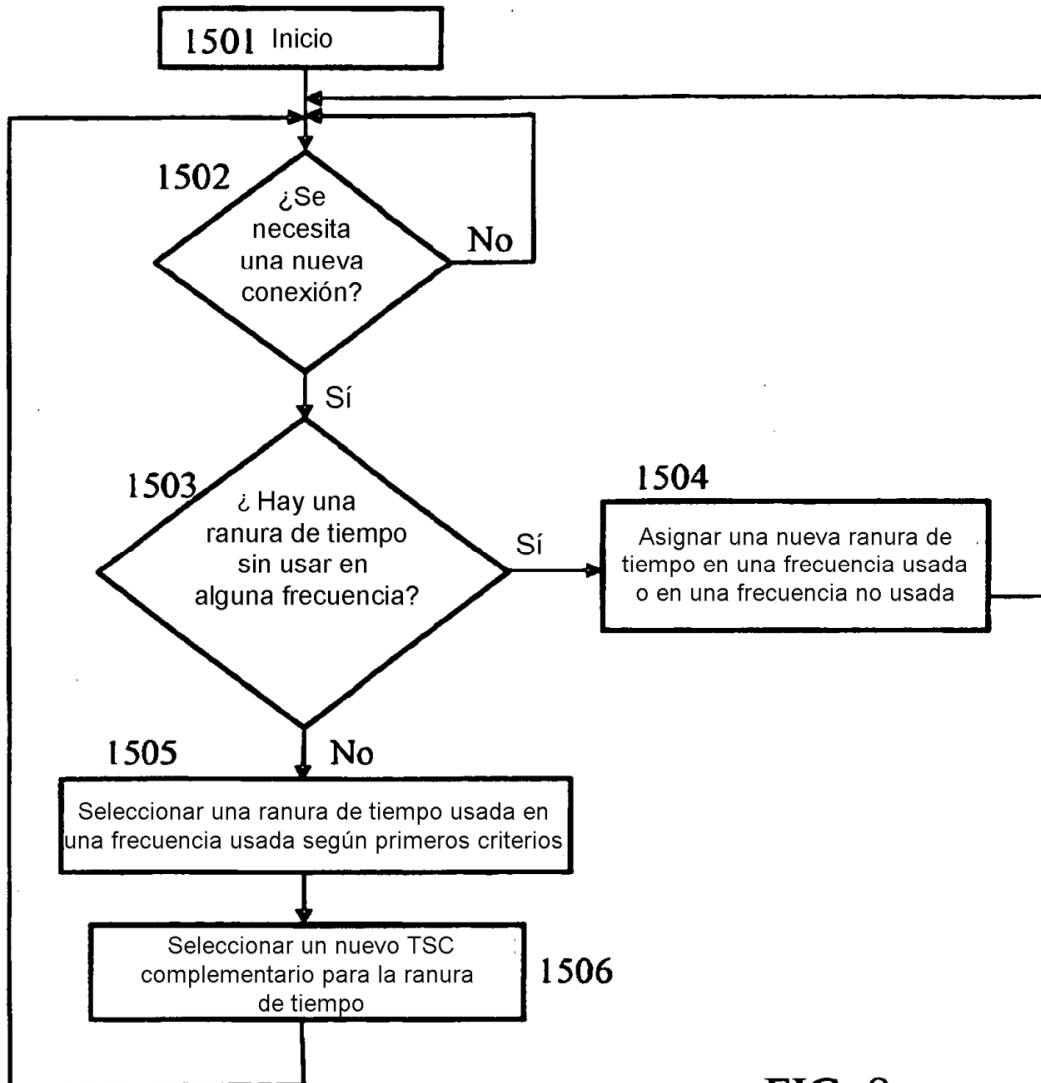 1501 Inicio
1502
¿Se
necesita
una nueva
conexión?
No
Sí
1503
¿ Hay una
ranura de tiempo
sin usar en
alguna frecuencia?
Sí
1504
Asignar una nueva ranura de
tiempo en una frecuencia usada
o en una frecuencia no usada
No
1505
Seleccionar una ranura de tiempo usada en
una frecuencia usada según primeros criterios
Seleccionar un nuevo TSC
complementario para la ranura
de tiempo
1506